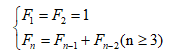 F₁ = F₂ = 1
Fₙ = Fₙ₋₁ + Fₙ₋₂(n ≥ 3)